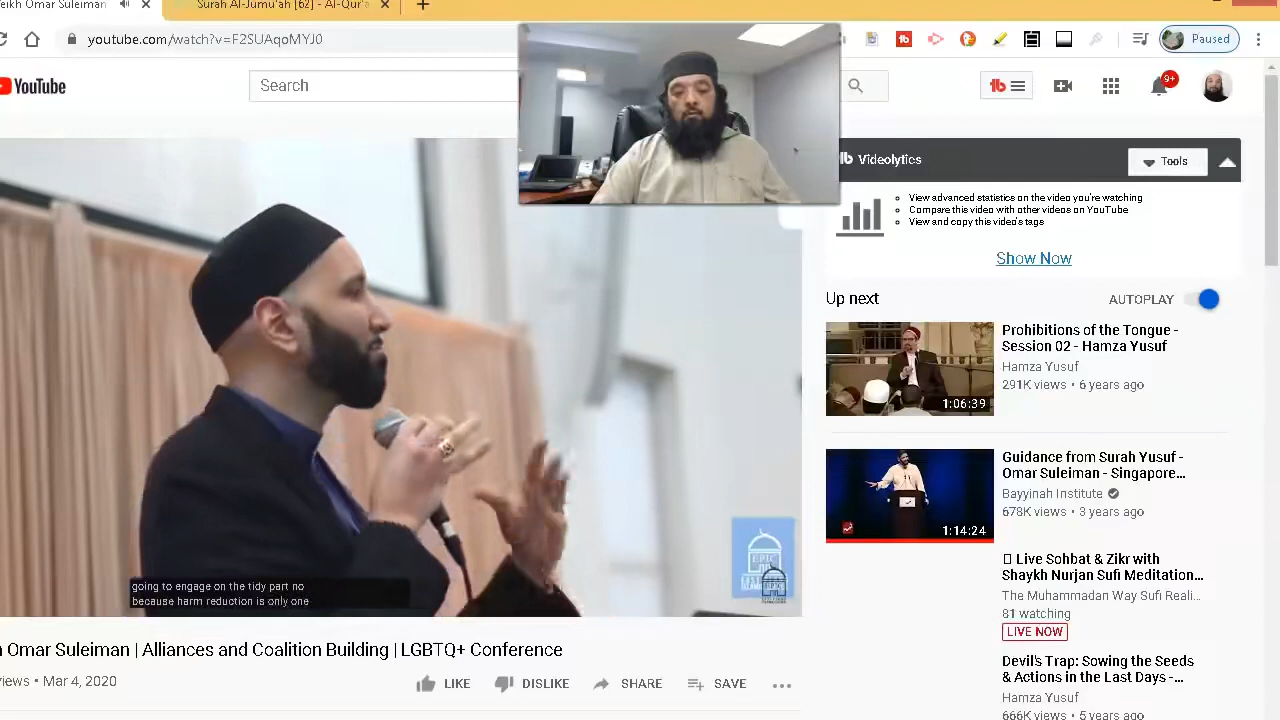 eikh Omar Suleiman
Surah Al-Jumu'ah [62] - Al-Qur'a
youtube.com/watch?v=F2SUAqoMYJ0
Paused
YouTube
Search
9+
Videolytics
Tools
View advanced statistics on the video you're watching
Compare this video with other videos on YouTube
View and copy this video's tags
Show Now
Up next
AUTOPLAY
Prohibitions of the Tongue -
Session 02 - Hamza Yusuf
Hamza Yusuf
291K views • 6 years ago
1:06:39
Guidance from Surah Yusuf -
Omar Suleiman - Singapore...
Bayyinah Institute
673K views • 3 years ago
1:14:24
Live Sohbat & Zikr with
Shaykh Nurjan Sufi Meditation...
The Muhammadan Way Sufi Reali...
81 watching
LIVE NOW
Devil's Trap: Sowing the Seeds
& Actions in the Last Days -...
Hamza Yusuf
666K views • 5 years ago
EPIC
going to engage on the tidy part no
because harm reduction is only one
h Omar Suleiman | Alliances and Coalition Building | LGBTQ+ Conference
iews • Mar 4, 2020
LIKE
DISLIKE
SHARE
SAVE